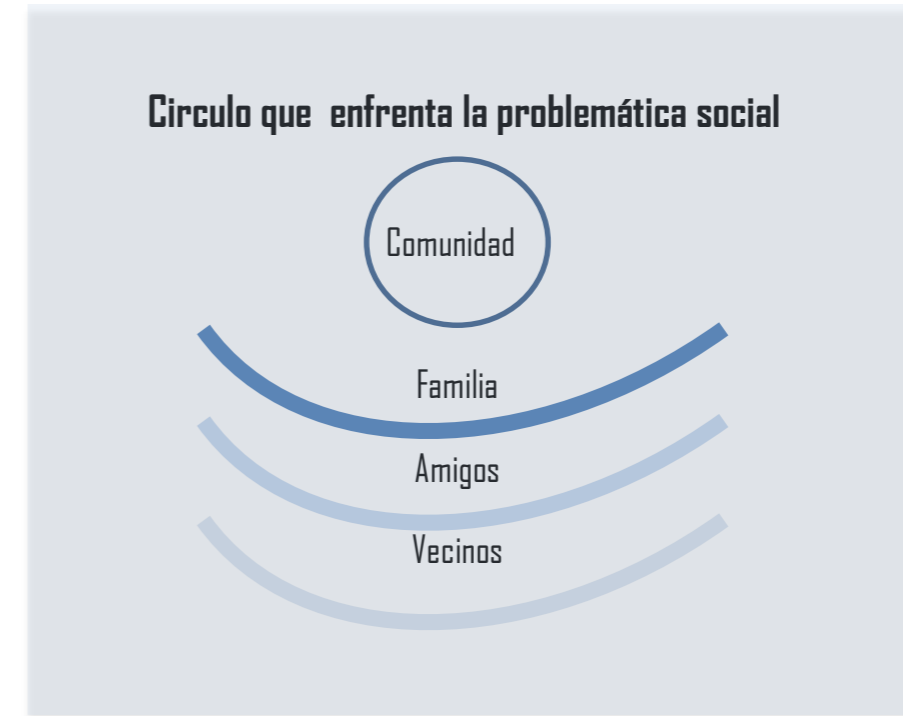 Circulo que enfrenta la problemática social
Comunidad
Familia
Amigos
Vecinos